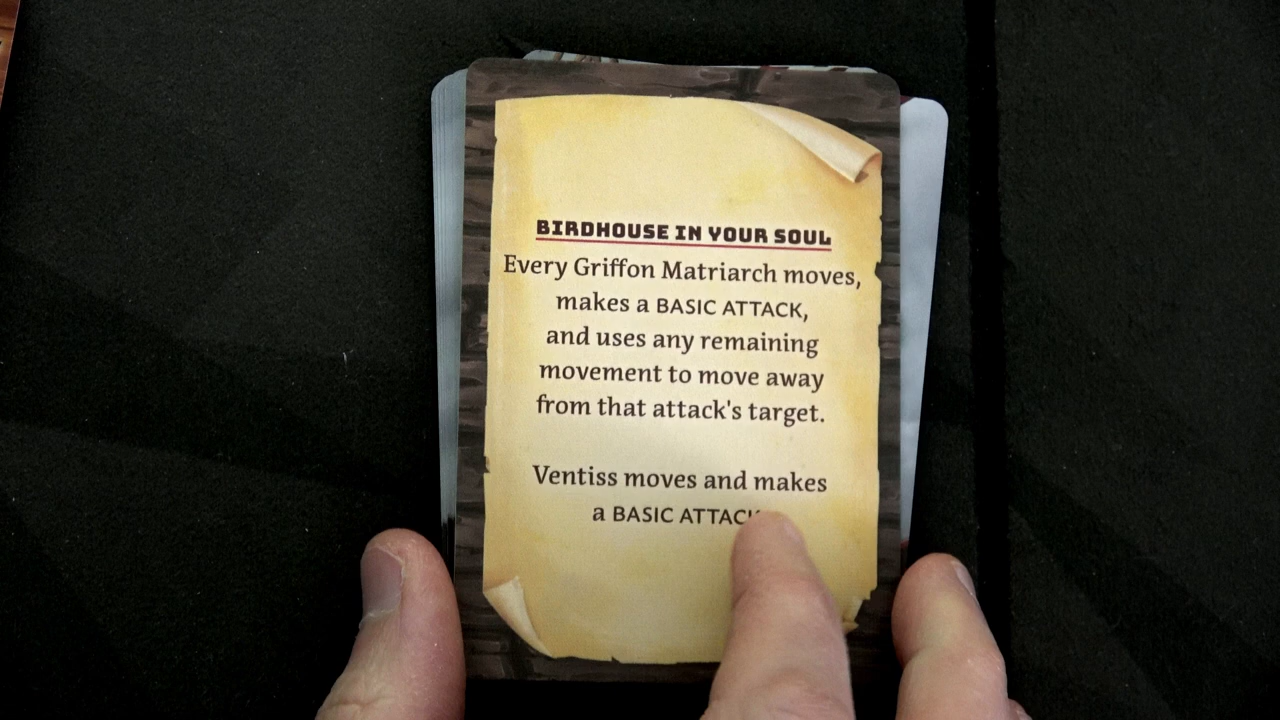 BIRDHOUSE IN YOUR SOUL
Every Griffon Matriarch moves,
makes a BASIC ATTACK,
and uses any remaining
movement to move away
from that attack's target.
Ventiss moves and makes
a BASIC ATTACK